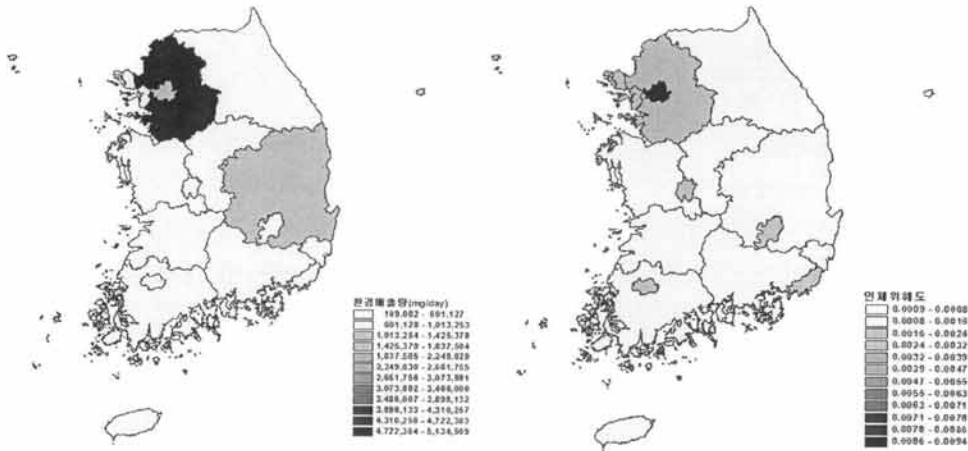 환경배출량(mg/day)
189,002 - 601,127
601,128 - 1,013,253
1,013,254 - 1,425,378
1,425,379 - 1,837,504
1,837,505 - 2,249,629
2,249,630 - 2,661,755
2,661,756 - 3,073,881
3,073,882 - 3,486,006
3,486,007 - 3,898,132
3,898,133 - 4,310,257
4,310,258 - 4,722,383
4,722,384 - 5,134,509
인체위해도
0.0008 - 0.0016
0.0016 - 0.0024
0.0024 - 0.0032
0.0032 - 0.0039
0.0039 - 0.0047
0.0047 - 0.0055
0.0055 - 0.0063
0.0063 - 0.0071
0.0071 - 0.0078
0.0078 - 0.0086
0.0086 - 0.0094